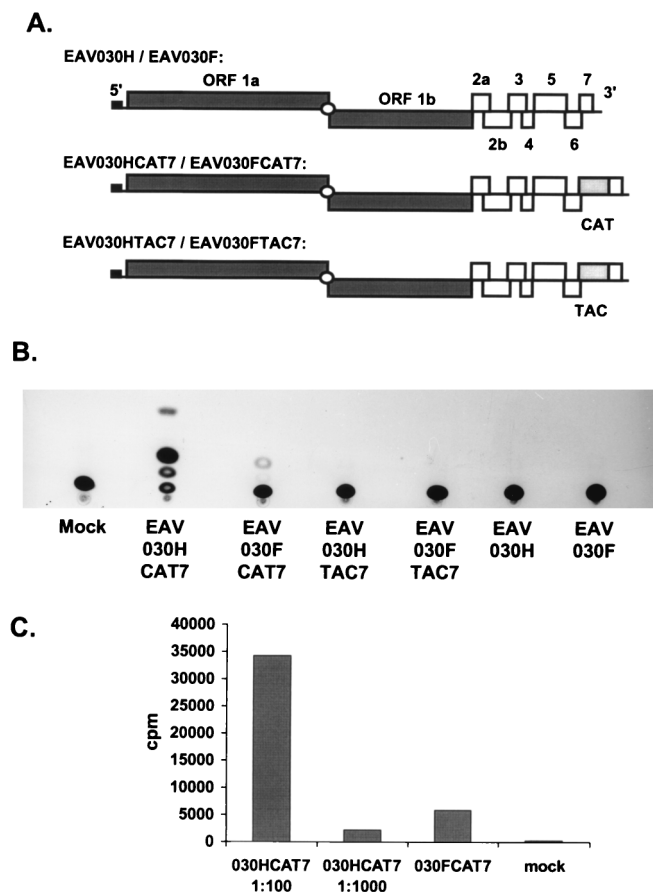 A.
EAV030H / EAV030F:
5' ORF 1a ORF 1b 2a 3 5 7 3'
2b 4 6
EAV030HCAT7 / EAV030FCAT7:
CAT
EAV030HTAC7 / EAV030FTAC7:
TAC
B.
Mock EAV EAV EAV EAV EAV EAV
030H 030F 030H 030F 030H 030F
CAT7 CAT7 TAC7 TAC7
C.
cpm
40000
35000
30000
25000
20000
15000
10000
5000
0
030HCAT7 030HCAT7 030FCAT7 mock
1:100 1:1000